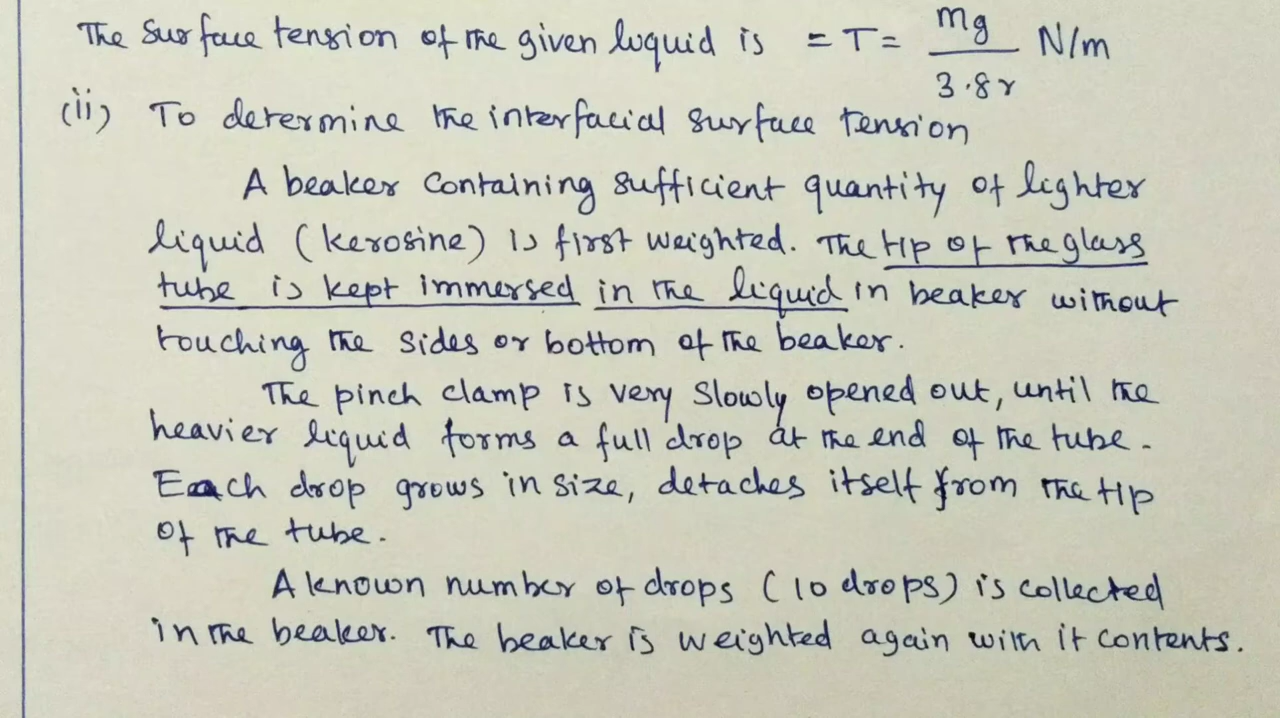 The surface tension of the given luquid is = T = mg / 3.8r N/m
(ii) To determine the interfacial surface tension
A beaker containing sufficient quantity of lighter
liquid (kerosine) is first weighted. The tip of the glass
tube is kept immersed in the liquid in beaker without
touching the sides or bottom of the beaker.
The pinch clamp is very slowly opened out, until the
heavier liquid forms a full drop at the end of the tube.
Each drop grows in size, detaches itself from the tip
of the tube.
A known number of drops (10 drops) is collected
in the beaker. The beaker is weighted again with it contents.